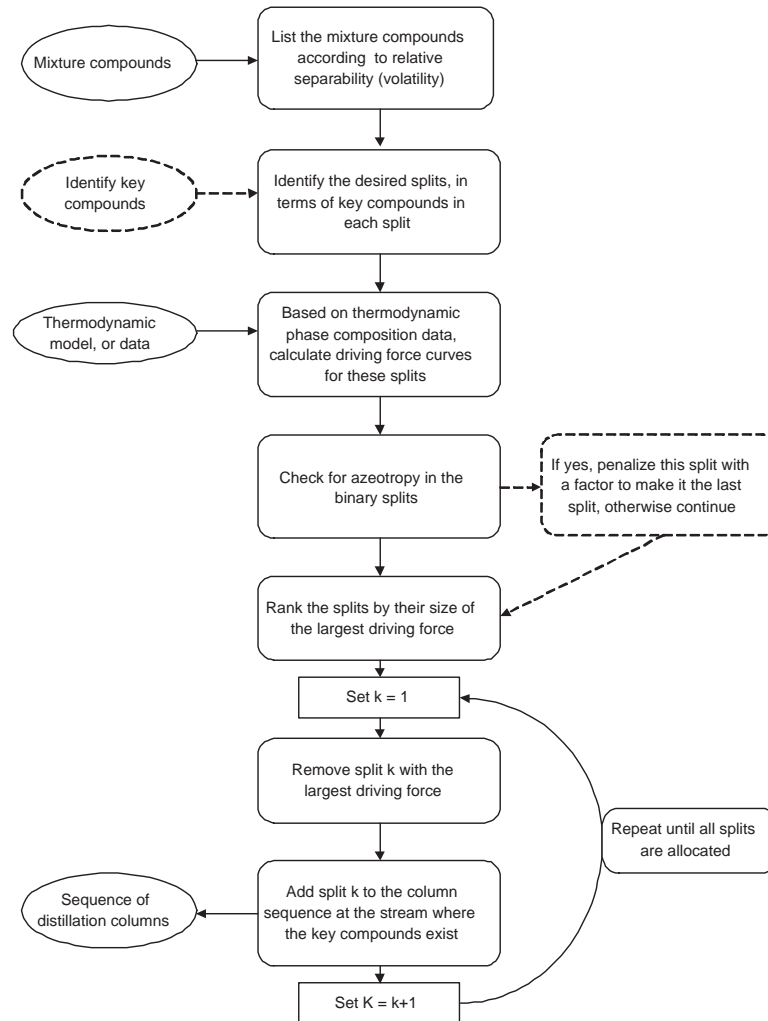 List the mixture compounds
according to relative
separability (volatility)
Mixture compounds
Identify key
compounds
Identify the desired splits, in
terms of key compounds in
each split
Thermodynamic
model, or data
Based on thermodynamic
phase composition data,
calculate driving force curves
for these splits
Check for azeotropy in the
binary splits
If yes, penalize this split with
a factor to make it the last
split, otherwise continue
Rank the splits by their size of
the largest driving force
Set k = 1
Remove split k with the
largest driving force
Repeat until all splits
are allocated
Sequence of
distillation columns
Add split k to the column
sequence at the stream where
the key compounds exist
Set K = k+1